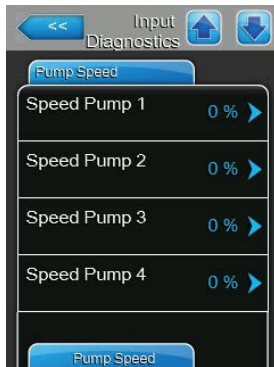 << Input
Diagnostics
Pump Speed
Speed Pump 1 0 %
Speed Pump 2 0 %
Speed Pump 3 0 %
Speed Pump 4 0 %
Pump Speed